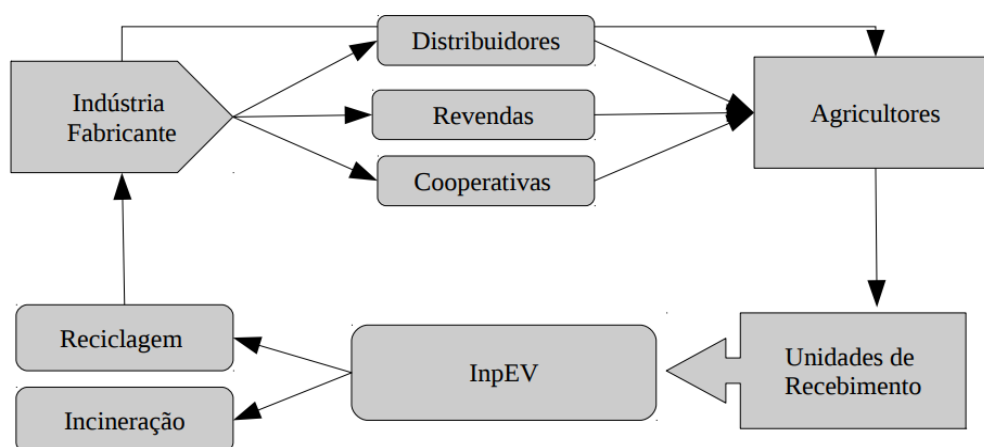 Distribuidores
Indústria
Fabricante
Revendas
Agricultores
Cooperativas
Reciclagem
InpEV
Unidades de
Recebimento
Incineração